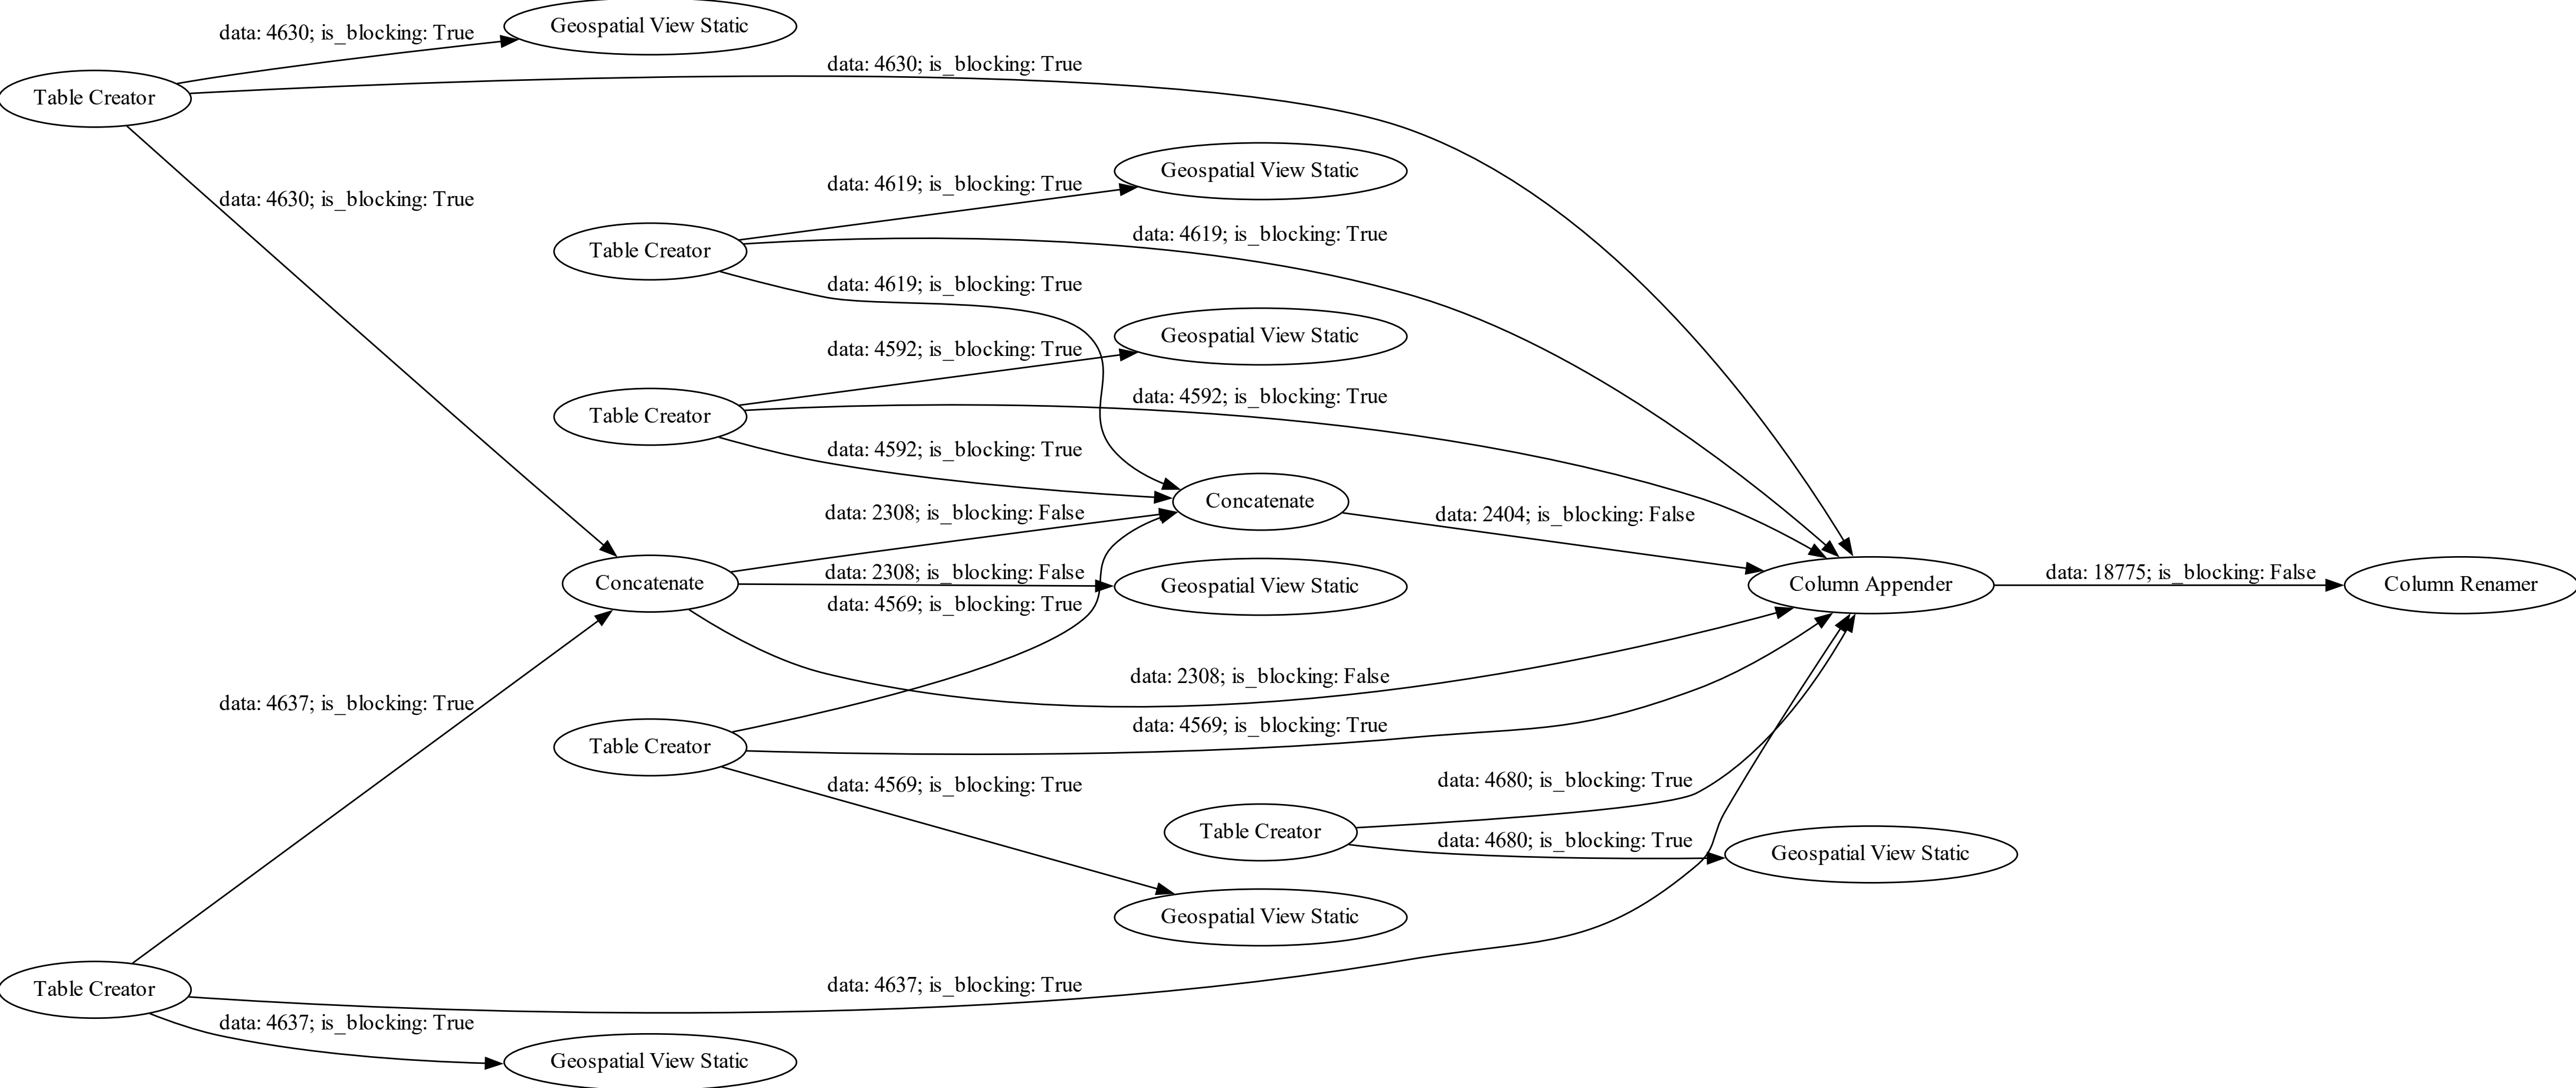 Geospatial View Static
data: 4630; is_blocking: True
data: 4630; is_blocking: True
Table Creator
Geospatial View Static
data: 4619; is_blocking: True
data: 4630; is_blocking: True
data: 4619; is_blocking: True
Table Creator
data: 4619; is_blocking: True
Geospatial View Static
data: 4592; is_blocking: True
data: 4592; is_blocking: True
Table Creator
data: 4592; is_blocking: True
Concatenate
data: 2308; is_blocking: False
data: 2404; is_blocking: False
data: 2308; is_blocking: False
data: 18775; is_blocking: False
Concatenate
Geospatial View Static
Column Appender
Column Renamer
data: 4569; is_blocking: True
data: 2308; is_blocking: False
data: 4637; is_blocking: True
data: 4569; is_blocking: True
Table Creator
data: 4569; is_blocking: True
data: 4680; is_blocking: True
Table Creator
data: 4680; is_blocking: True
Geospatial View Static
Geospatial View Static
data: 4637; is_blocking: True
Table Creator
data: 4637; is_blocking: True
Geospatial View Static